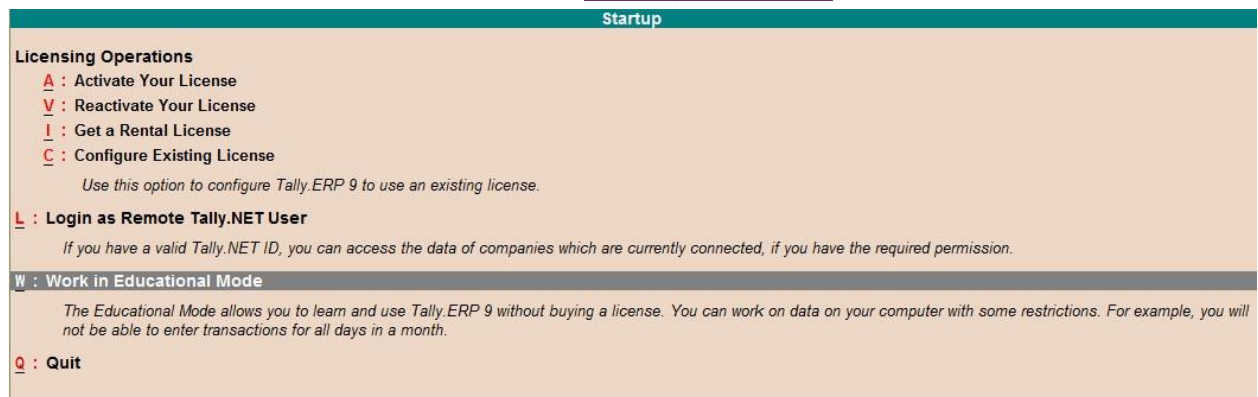 Startup
Licensing Operations
A : Activate Your License
V : Reactivate Your License
I : Get a Rental License
C : Configure Existing License
Use this option to configure Tally.ERP 9 to use an existing license.
L : Login as Remote Tally.NET User
If you have a valid Tally.NET ID, you can access the data of companies which are currently connected, if you have the required permission.
W : Work in Educational Mode
The Educational Mode allows you to learn and use Tally.ERP 9 without buying a license. You can work on data on your computer with some restrictions. For example, you will
not be able to enter transactions for all days in a month.
Q : Quit